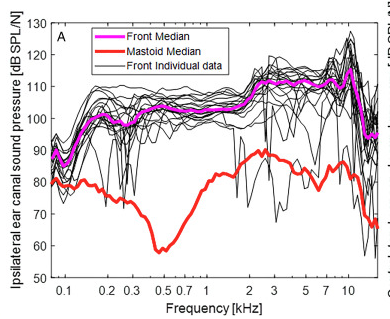 A
Front Median
Mastoid Median
Front Individual data
Ipsilateral ear canal sound pressure [dB SPL/N]
130
120
110
100
90
80
70
60
50
0.1 0.2 0.3 0.5 0.7 1 2 3 5 7 10
Frequency [kHz]